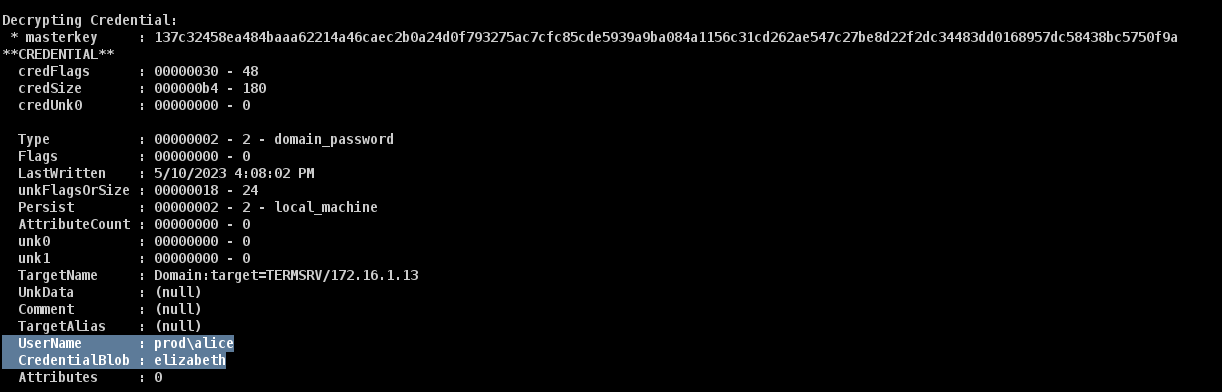 Decrypting Credential:
 * masterkey     : 137c32458ea484baaa62214a46caec2b0a24d0f793275ac7cfc85cde5939a9ba084a1156c31cd262ae547c27be8d22f2dc34483dd0168957dc58438bc5750f9a
**CREDENTIAL**
  credFlags      : 00000030 - 48
  credSize       : 000000b4 - 180
  credUnk0       : 00000000 - 0
  Type           : 00000002 - 2 - domain_password
  Flags          : 00000000 - 0
  LastWritten    : 5/10/2023 4:08:02 PM
  unkFlagsOrSize : 00000018 - 24
  Persist        : 00000002 - 2 - local_machine
  AttributeCount : 00000000 - 0
  unk0           : 00000000 - 0
  unk1           : 00000000 - 0
  TargetName     : Domain:target=TERMSRV/172.16.1.13
  UnkData        : (null)
  Comment        : (null)
  TargetAlias    : (null)
  UserName       : prod\alice
  CredentialBlob : elizabeth
  Attributes     : 0